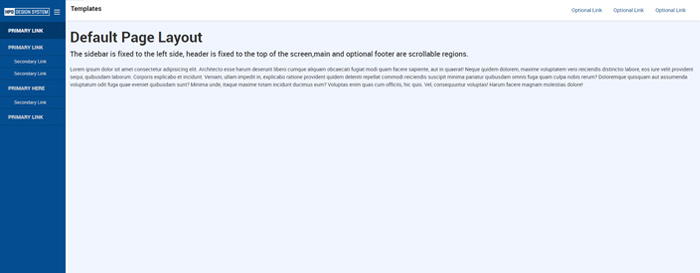 NPD DESIGN SYSTEM
Templates
Optional Link Optional Link Optional Link
PRIMARY LINK
PRIMARY LINK
Secondary Link
Secondary Link
PRIMARY HERE
Secondary Link
PRIMARY LINK
Default Page Layout
The sidebar is fixed to the left side, header is fixed to the top of the screen,main and optional footer are scrollable regions.
Lorem ipsum dolor sit amet consectetur adipisicing elit. Architecto esse harum deserunt libero cumque aliquam obcaecati fugiat modi quam facere sapiente, aut in quaerat! Neque quidem dolorem, maxime voluptatem vero reiciendis distinctio labore, eos iure velit provident
sequi, quibusdam laborum. Corporis explicabo et incidunt. Veniam, ullam impedit in, explicabo ratione provident quidem deleniti repellat commodi reiciendis suscipit minima pariatur quibusdam omnis fuga quam culpa nobis rerum? Doloremque quisquam aut assumenda
voluptatum odit fuga quae eveniet quibusdam sunt? Minima unde, itaque maxime totam incidunt ducimus eum? Voluptas enim quas cum officiis, hic quis. Vel, consequuntur voluptas! Harum facere magnam molestias dolore!